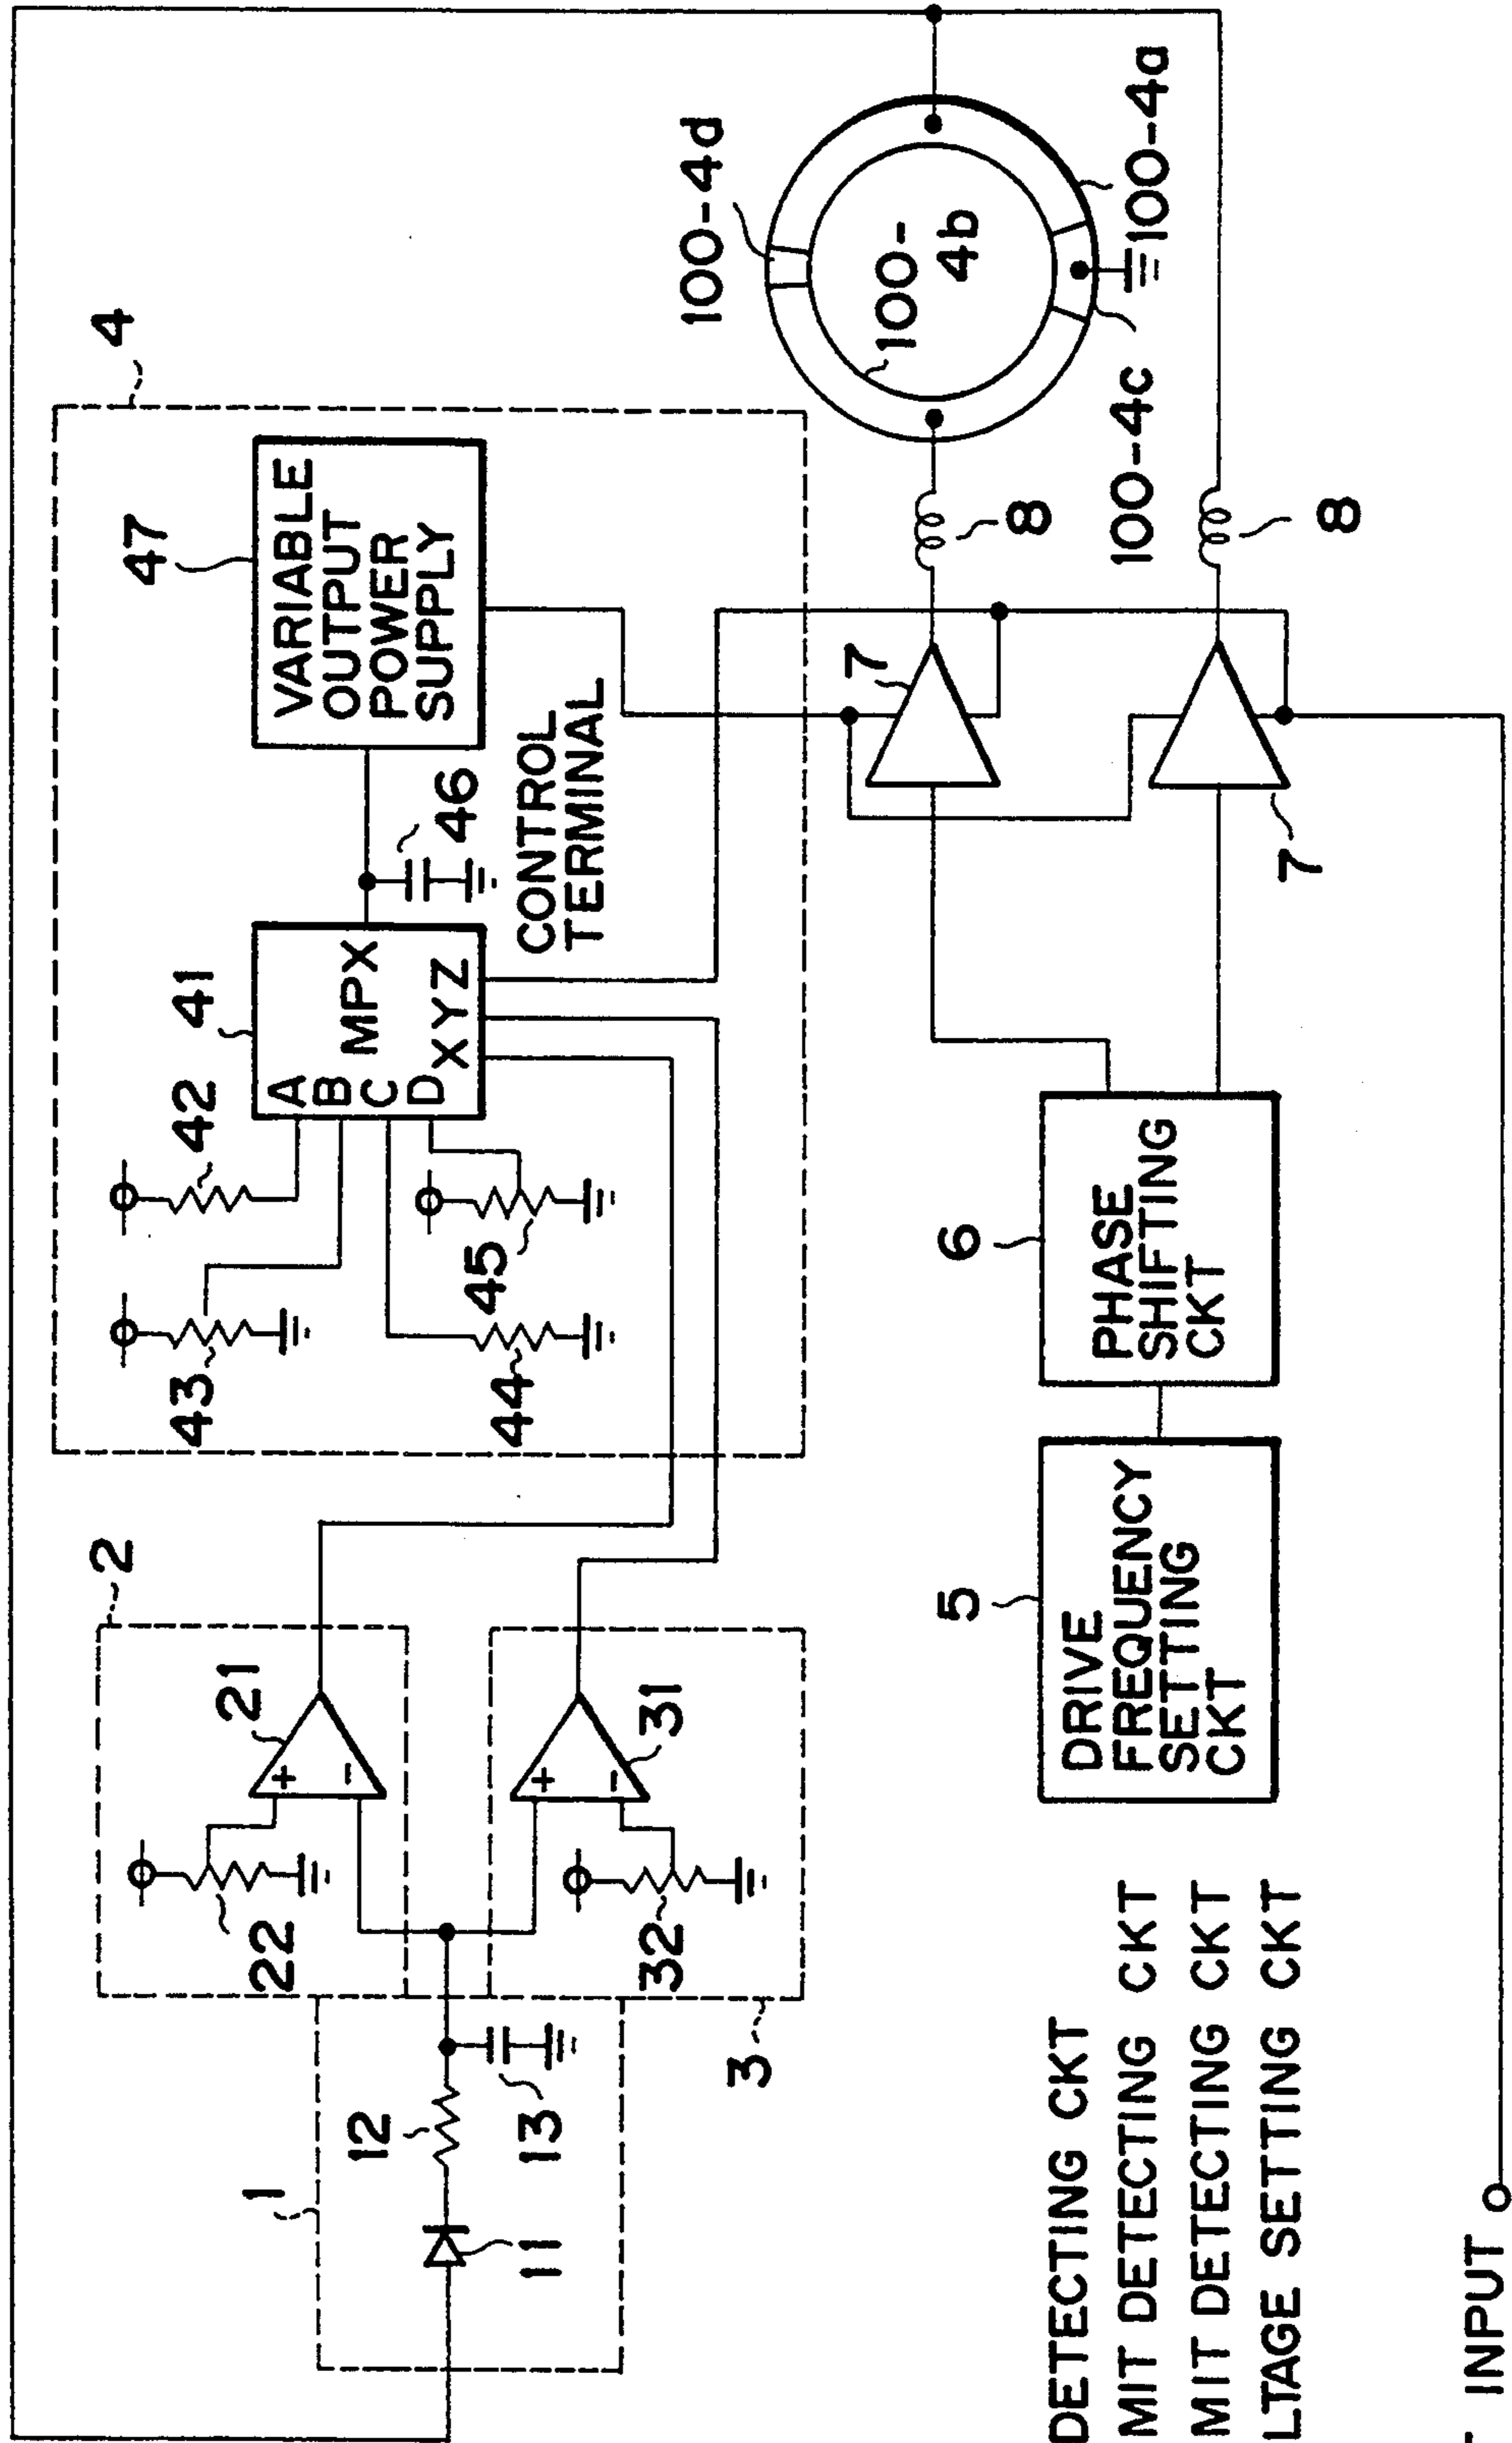 4
47
VARIABLE
OUTPUT
POWER
SUPPLY
41
MPX
A
B
C
D
XYZ
42
43
44
45
46
CONTROL
TERMINAL
2
21
+
-
22
31
+
-
32
3
1
11
12
13
100-4d
100-
4b
100-4a
100-4c
8
8
7
7
6
PHASE
SHIFTING
CKT
5
DRIVE
FREQUENCY
SETTING
CKT
DETECTING CKT
MIT DETECTING CKT
MIT DETECTING CKT
LTAGE SETTING CKT
INPUT